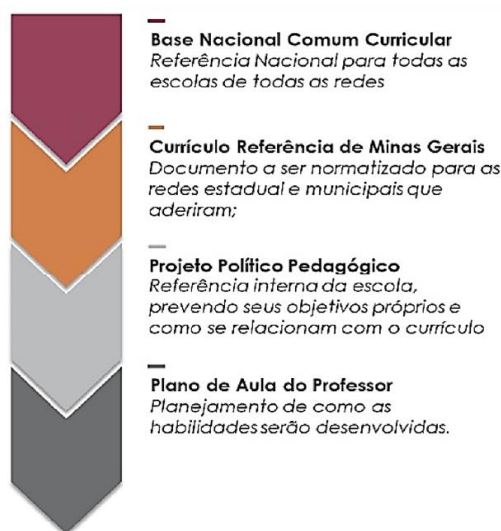 Base Nacional Comum Curricular
Referência Nacional para todas as
escolas de todas as redes
Currículo Referência de Minas Gerais
Documento a ser normatizado para as
redes estadual e municipais que
aderiram;
Projeto Político Pedagógico
Referência interna da escola,
prevendo seus objetivos próprios e
como se relacionam com o currículo
Plano de Aula do Professor
Planejamento de como as
habilidades serão desenvolvidas.